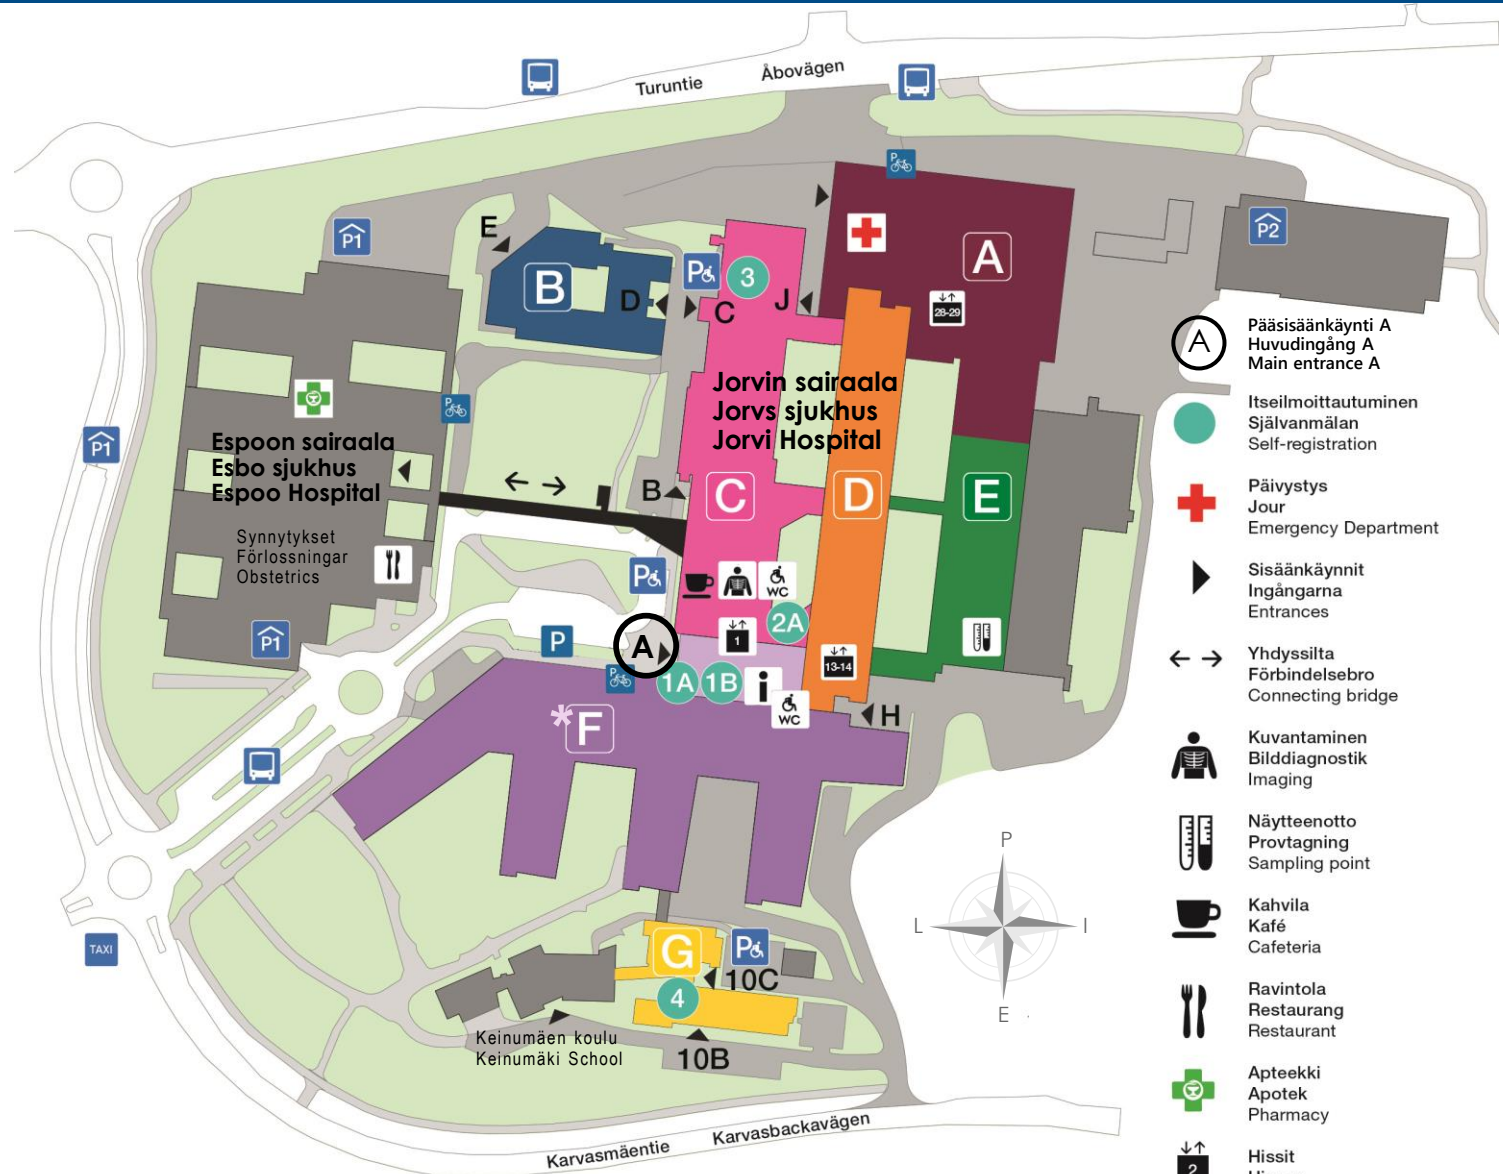 Turuntie Åbovägen
P
P1
P2
E
B
D
P
3
C
J
A
28-29
Jorvin sairaala
Jorvs sjukhus
Jorvi Hospital
P1
P
Espoon sairaala
Esbo sjukhus
Espoo Hospital
Synnytykset
Förlossningar
Obstetrics
P1
B
C
D
E
P
WC
2A
1
13-14
P
A
P
1A
1B
i
WC
H
*F
TAXI
G
P
10C
4
10B
Keinumäen koulu
Keinumäki School
Karvasmäentie Karvasbackavägen
P
L
I
E
A
Pääsisäänkäynti A
Huvudingång A
Main entrance A
Itseilmoittautuminen
Självanmälan
Self-registration
Päivystys
Jour
Emergency Department
Sisäänkäynnit
Ingångarna
Entrances
Yhdyssilta
Förbindelsebro
Connecting bridge
Kuvantaminen
Bilddiagnostik
Imaging
Näytteenotto
Provtagning
Sampling point
Kahvila
Kafé
Cafeteria
Ravintola
Restaurang
Restaurant
Apteekki
Apotek
Pharmacy
2
Hissit